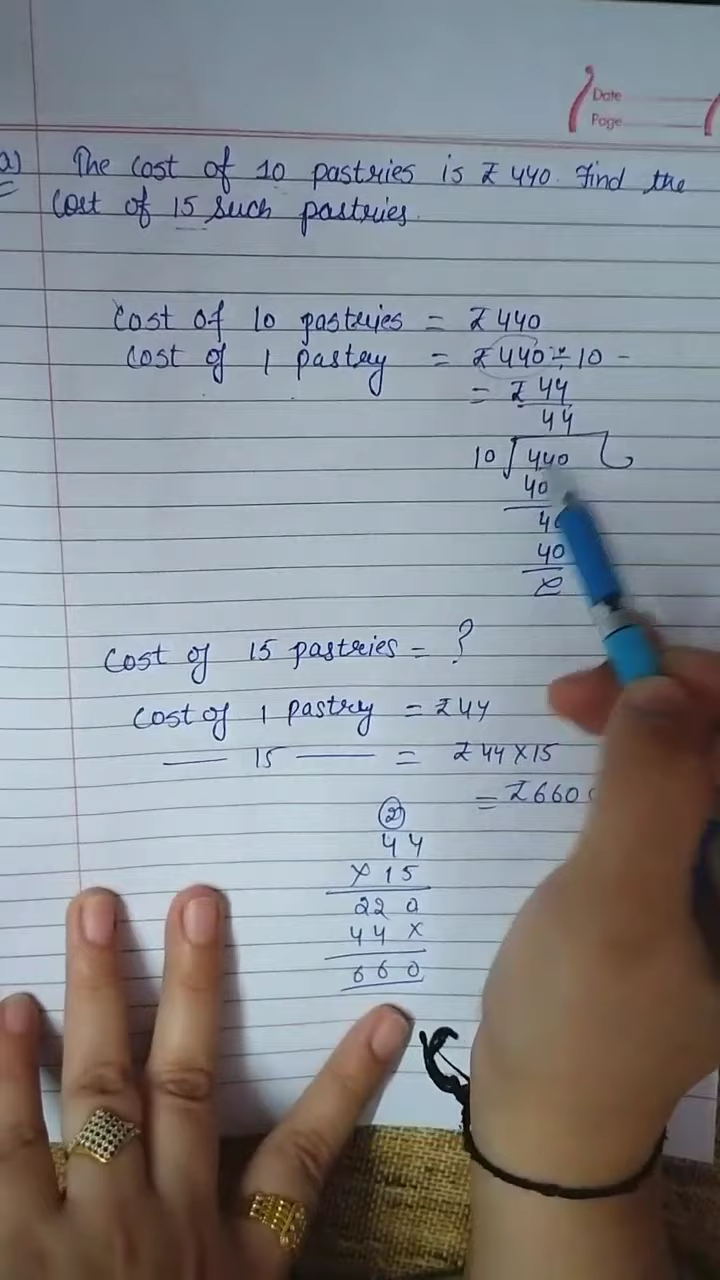 Date
Page
a) The cost of 10 pastries is ₹ 440. Find the
cost of 15 such pastries.
Cost of 10 pastries = ₹ 440
Cost of 1 pastry = ₹ 440 ÷ 10 -
= ₹ 44
44
10 440
40
40
40
x
Cost of 15 pastries = ?
Cost of 1 pastry = ₹ 44
— 15 — = ₹ 44 × 15
= ₹ 660
2
44
× 15
220
44 ×
660